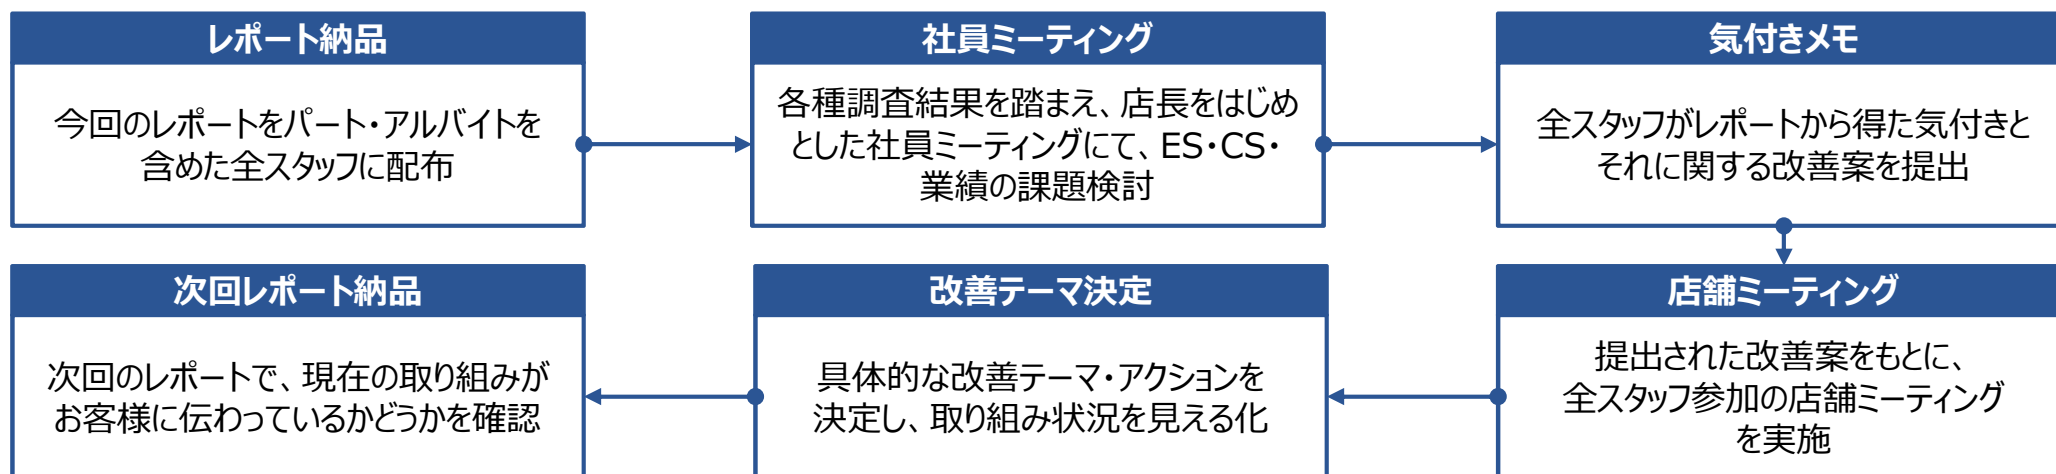 レポート納品
今回のレポートをパート・アルバイトを
含めた全スタッフに配布
社員ミーティング
各種調査結果を踏まえ、店長をはじめ
とした社員ミーティングにて、ES・CS・
業績の課題検討
気付きメモ
全スタッフがレポートから得た気付きと
それに関する改善案を提出
店舗ミーティング
提出された改善案をもとに、
全スタッフ参加の店舗ミーティング
を実施
改善テーマ決定
具体的な改善テーマ・アクションを
決定し、取り組み状況を見える化
次回レポート納品
次回のレポートで、現在の取り組みが
お客様に伝わっているかどうかを確認